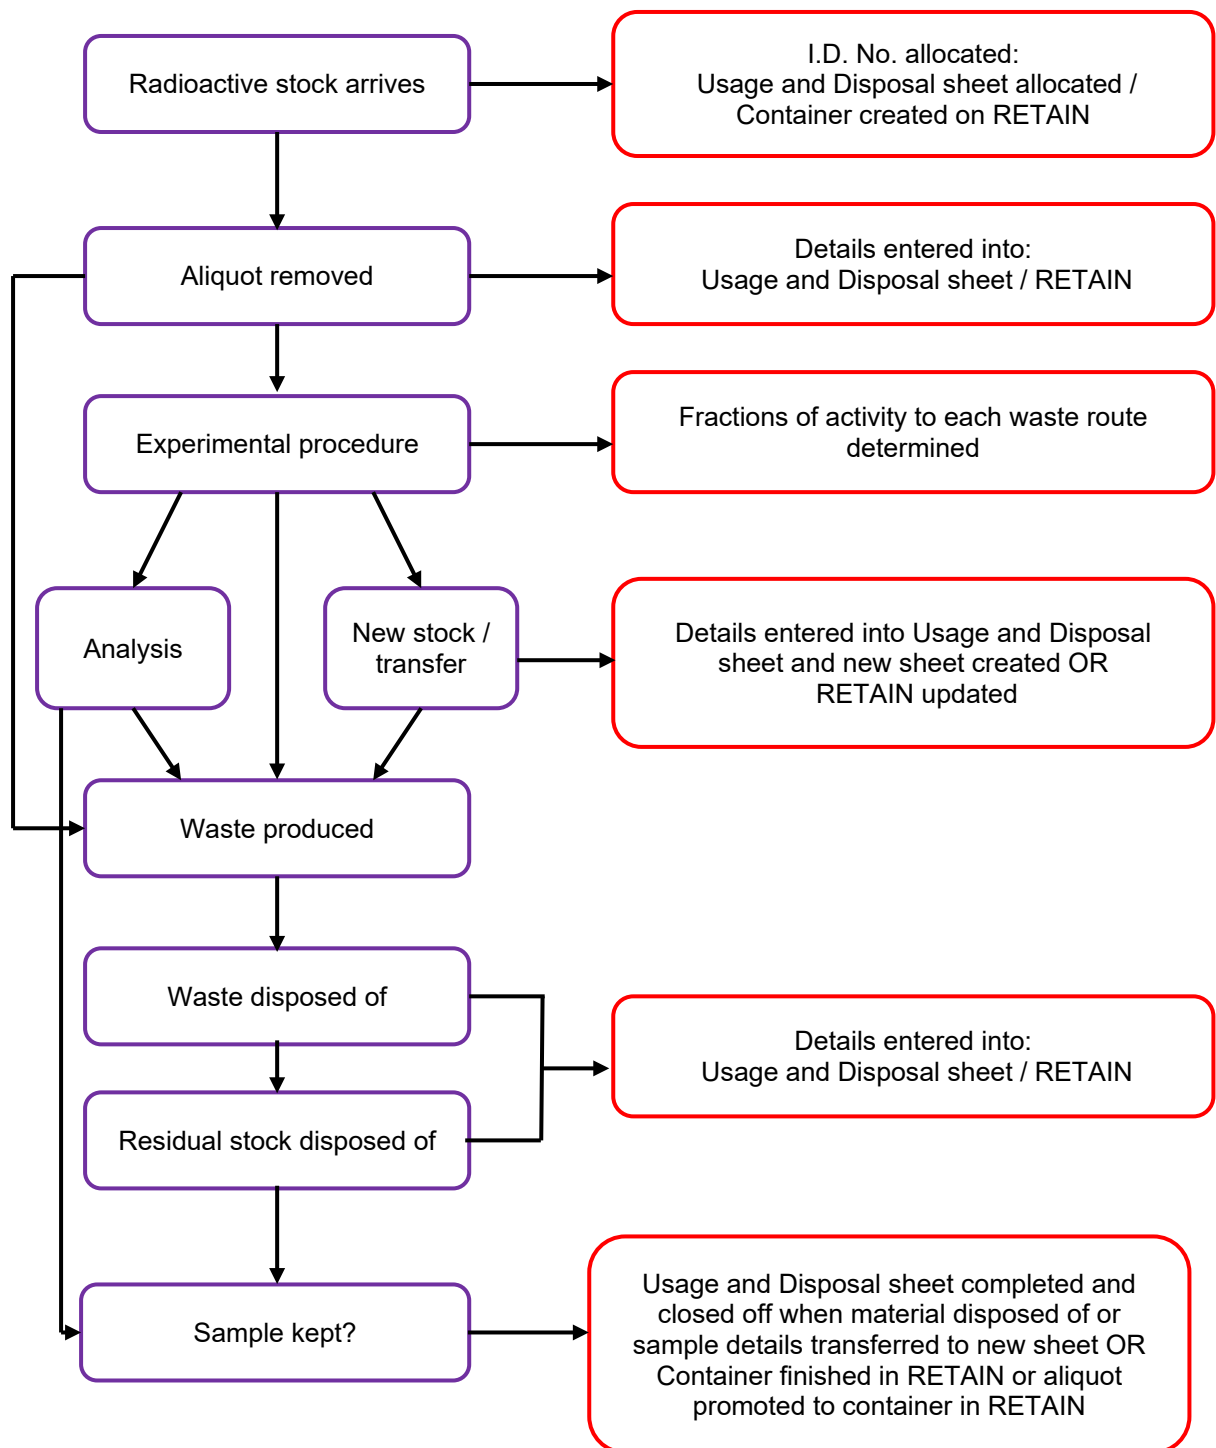 Radioactive stock arrives
I.D. No. allocated:
Usage and Disposal sheet allocated /
Container created on RETAIN
Aliquot removed
Details entered into:
Usage and Disposal sheet / RETAIN
Experimental procedure
Fractions of activity to each waste route
determined
Analysis
New stock /
transfer
Details entered into Usage and Disposal
sheet and new sheet created OR
RETAIN updated
Waste produced
Waste disposed of
Details entered into:
Usage and Disposal sheet / RETAIN
Residual stock disposed of
Sample kept?
Usage and Disposal sheet completed and
closed off when material disposed of or
sample details transferred to new sheet OR
Container finished in RETAIN or aliquot
promoted to container in RETAIN